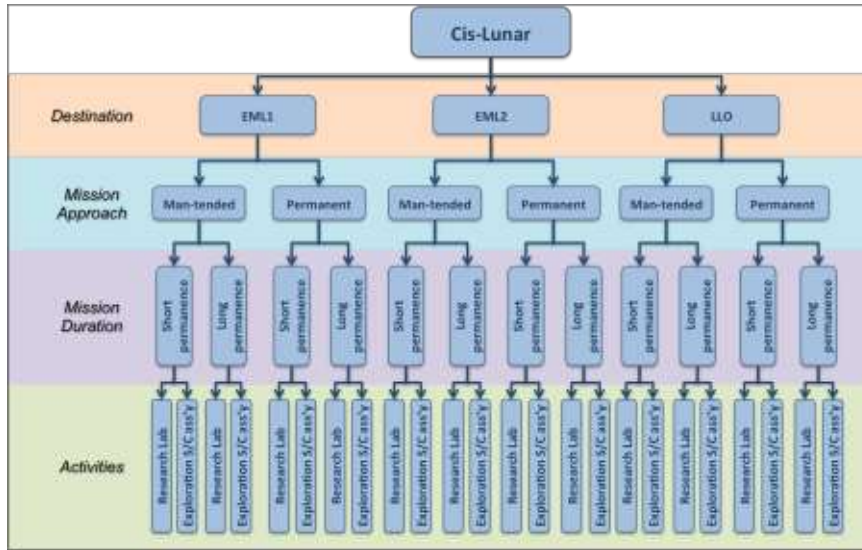 Cis-Lunar
Destination
EML1
EML2
LLO
Mission
Approach
Man-tended
Permanent
Man-tended
Permanent
Man-tended
Permanent
Mission
Duration
Short
permanence
Long
permanence
Short
permanence
Long
permanence
Short
permanence
Long
permanence
Short
permanence
Long
permanence
Short
permanence
Long
permanence
Short
permanence
Long
permanence
Activities
Research Lab
Exploration S/C ass'y
Research Lab
Exploration S/C ass'y
Research Lab
Exploration S/C ass'y
Research Lab
Exploration S/C ass'y
Research Lab
Exploration S/C ass'y
Research Lab
Exploration S/C ass'y
Research Lab
Exploration S/C ass'y
Research Lab
Exploration S/C ass'y
Research Lab
Exploration S/C ass'y
Research Lab
Exploration S/C ass'y
Research Lab
Exploration S/C ass'y
Research Lab
Exploration S/C ass'y